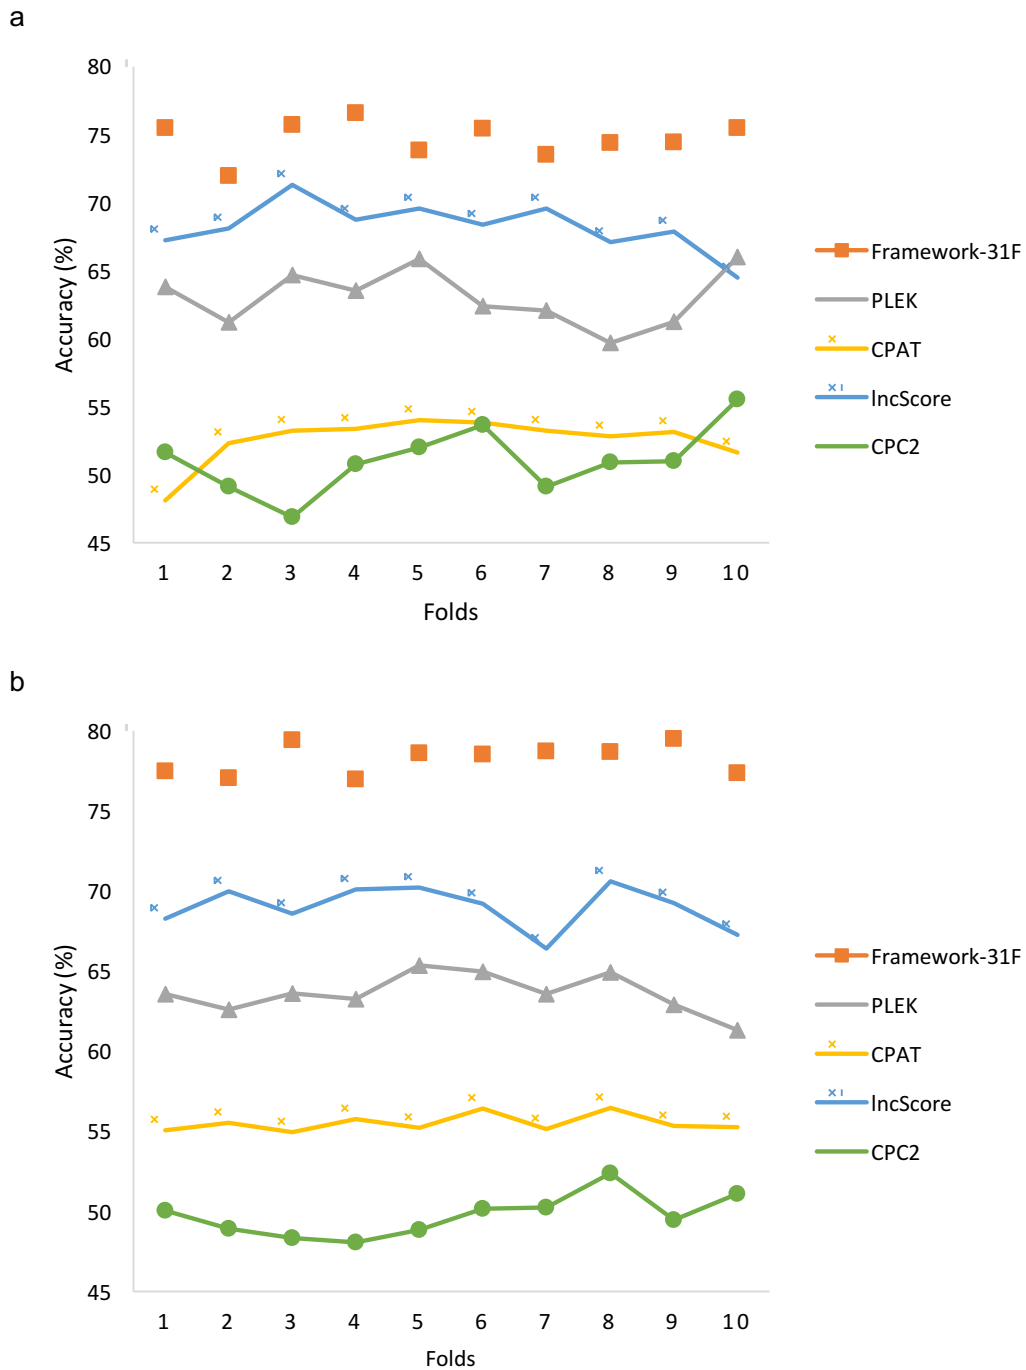 a
80
75
70
65
60
55
50
45
Accuracy (%)
1 2 3 4 5 6 7 8 9 10
Folds
Framework-31F
PLEK
CPAT
lncScore
CPC2
b
80
75
70
65
60
55
50
45
Accuracy (%)
1 2 3 4 5 6 7 8 9 10
Folds
Framework-31F
PLEK
CPAT
lncScore
CPC2